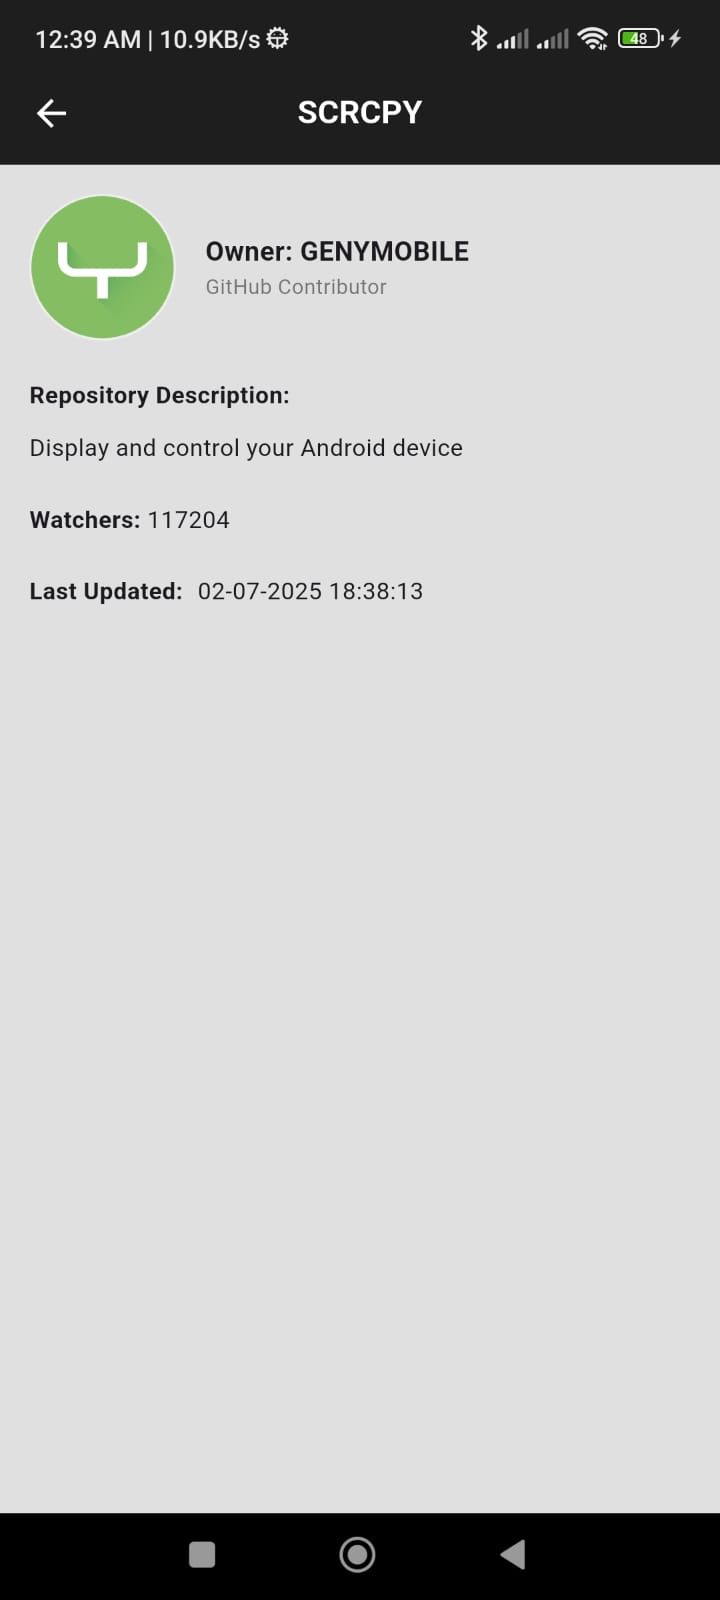 12:39 AM | 10.9KB/s
48
SCRCPY
Owner: GENYMOBILE
GitHub Contributor
Repository Description:
Display and control your Android device
Watchers: 117204
Last Updated: 02-07-2025 18:38:13